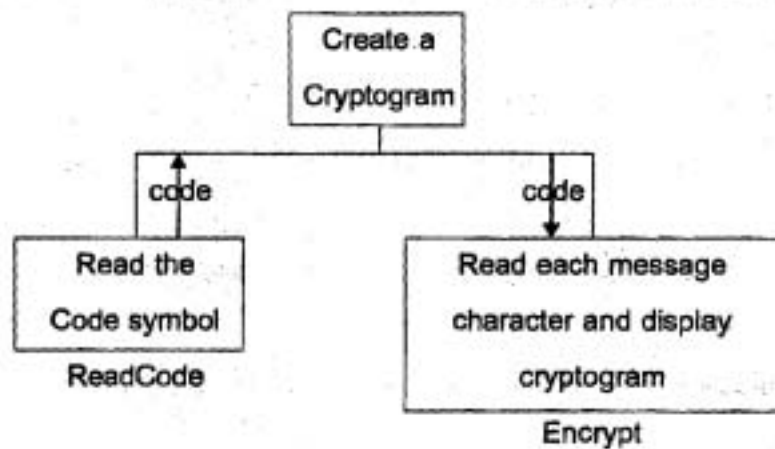 Create a
Cryptogram
code
code
Read the
Code symbol
ReadCode
Read each message
character and display
cryptogram
Encrypt